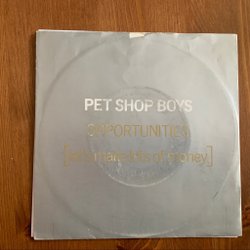 PET SHOP BOYS
OPPORTUNITIES
[let's make lots of money]